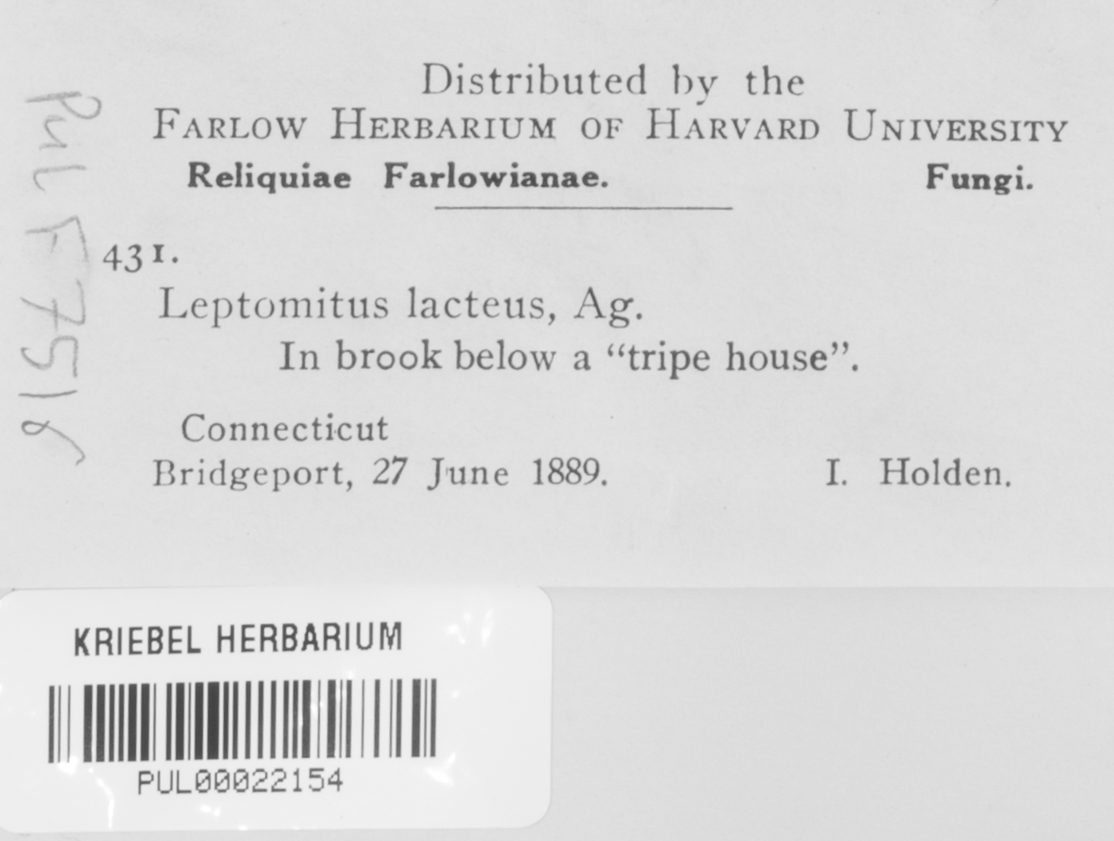 Distributed by the
FARLOW HERBARIUM OF HARVARD UNIVERSITY
Reliquiae Farlowianae. Fungi.
431.
Leptomitus lacteus, Ag.
In brook below a “tripe house”.
Connecticut
Bridgeport, 27 June 1889. I. Holden.
PUL F 7516
KRIEBEL HERBARIUM
PUL00022154